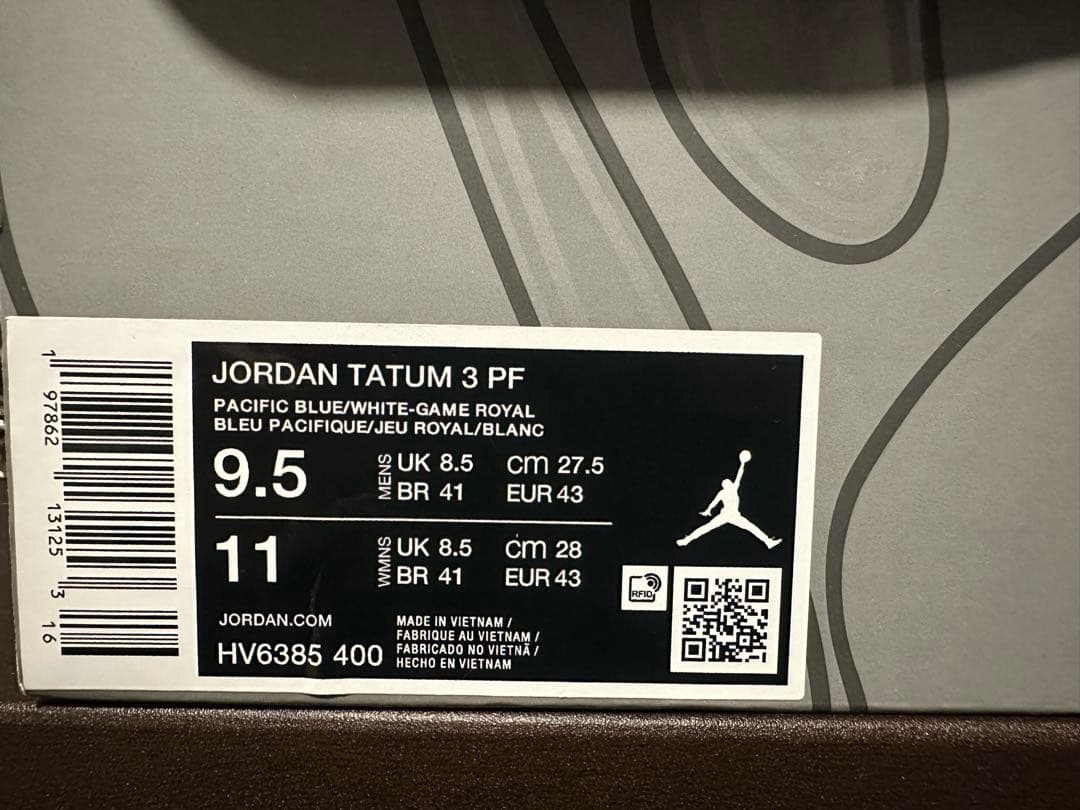 JORDAN TATUM 3 PF
PACIFIC BLUE/WHITE-GAME ROYAL
BLEU PACIFIQUE/JEU ROYAL/BLANC
9.5 MENS UK 8.5 cm 27.5
BR 41 EUR 43
11 WMNS UK 8.5 cm 28
BR 41 EUR 43
RFID
JORDAN.COM
HV6385 400
MADE IN VIETNAM /
FABRIQUE AU VIETNAM /
FABRICADO NO VIETNÃ /
HECHO EN VIETNAM
1 97862 13125 3
16